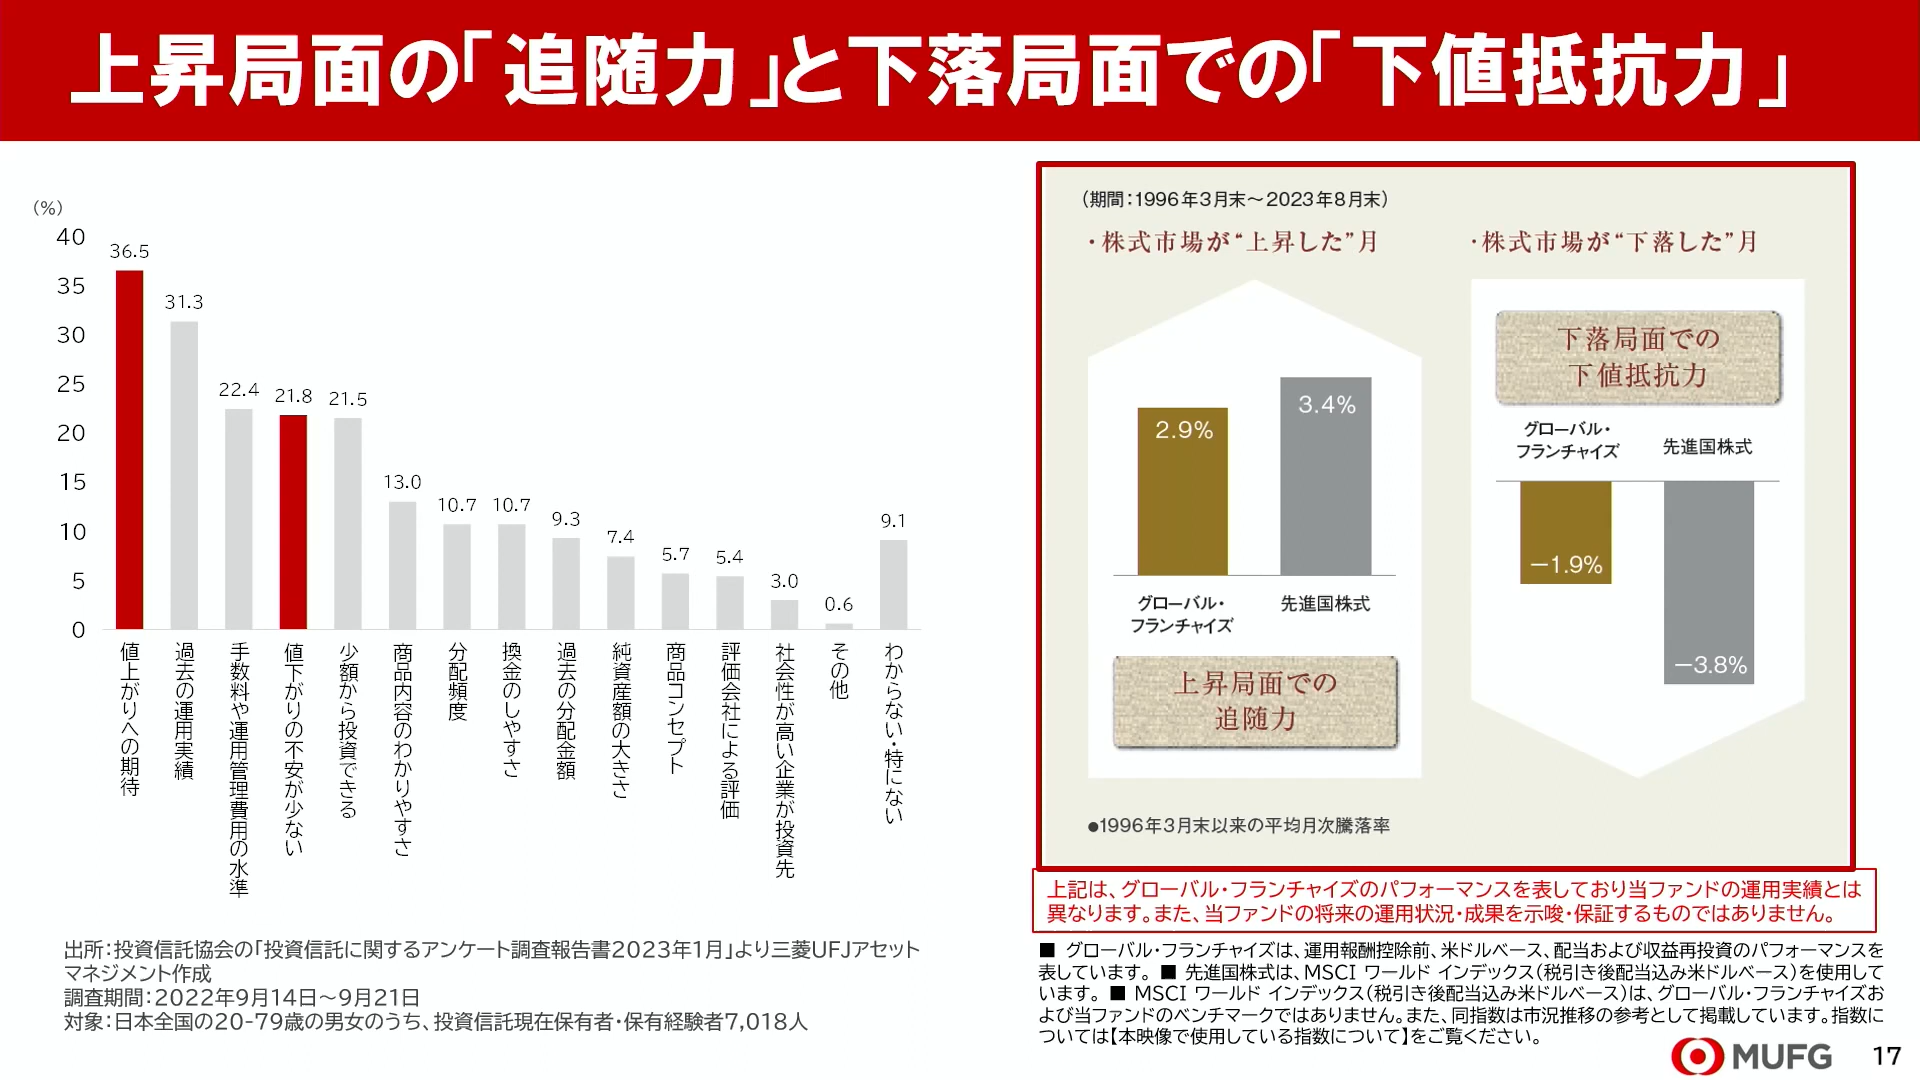 上昇局面の「追随力」と下落局面での「下値抵抗力」
(%)
40
35
30
25
20
15
10
5
0
36.5
31.3
22.4
21.8
21.5
13.0
10.7
10.7
9.3
7.4
5.7
5.4
3.0
0.6
9.1
値上がりへの期待
過去の運用実績
手数料や運用管理費用の水準
値下がりの不安が少ない
少額から投資できる
商品内容のわかりやすさ
分配頻度
換金のしやすさ
過去の分配金額
純資産額の大きさ
商品コンセプト
評価会社による評価
社会性が高い企業が投資先
その他
わからない・特にない
出所：投資信託協会の「投資信託に関するアンケート調査報告書2023年1月」より三菱UFJアセット
マネジメント作成
調査期間：2022年9月14日～9月21日
対象：日本全国の20-79歳の男女のうち、投資信託現在保有者・保有経験者7,018人
（期間：1996年3月末～2023年8月末）
・株式市場が“上昇した”月
2.9%
3.4%
グローバル・
フランチャイズ
先進国株式
上昇局面での
追随力
・株式市場が“下落した”月
下落局面での
下値抵抗力
グローバル・
フランチャイズ
先進国株式
－1.9%
－3.8%
●1996年3月末以来の平均月次騰落率
上記は、グローバル・フランチャイズのパフォーマンスを表しており当ファンドの運用実績とは
異なります。また、当ファンドの将来の運用状況・成果を示唆・保証するものではありません。
■ グローバル・フランチャイズは、運用報酬控除前、米ドルベース、配当および収益再投資のパフォーマンスを
表しています。 ■ 先進国株式は、MSCI ワールド インデックス（税引き後配当込み米ドルベース）を使用して
います。 ■ MSCI ワールド インデックス（税引き後配当込み米ドルベース）は、グローバル・フランチャイズお
よび当ファンドのベンチマークではありません。また、同指数は市況推移の参考として掲載しています。指数に
ついては【本映像で使用している指数について】をご覧ください。
MUFG
17